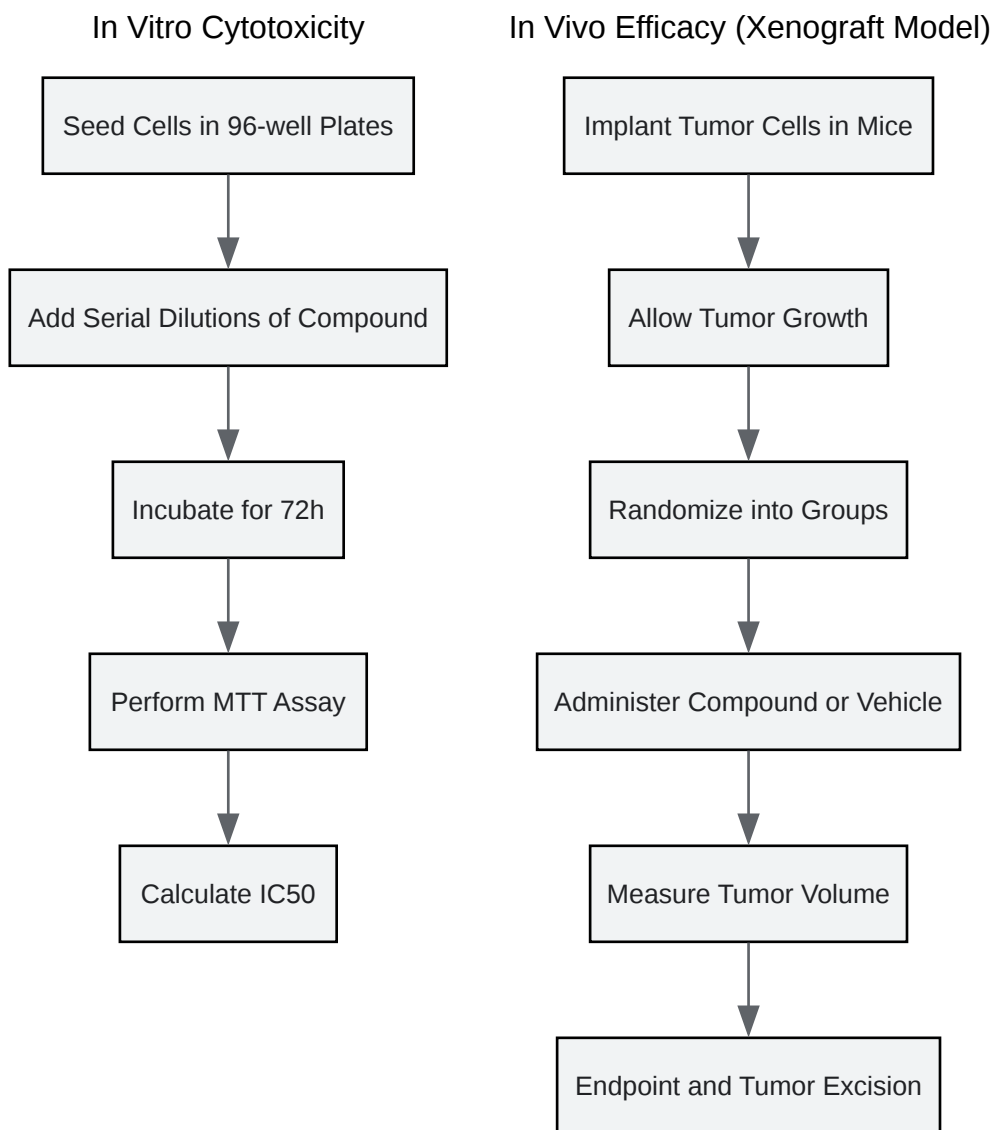 In Vitro Cytotoxicity
Seed Cells in 96-well Plates
Add Serial Dilutions of Compound
Incubate for 72h
Perform MTT Assay
Calculate IC50
In Vivo Efficacy (Xenograft Model)
Implant Tumor Cells in Mice
Allow Tumor Growth
Randomize into Groups
Administer Compound or Vehicle
Measure Tumor Volume
Endpoint and Tumor Excision